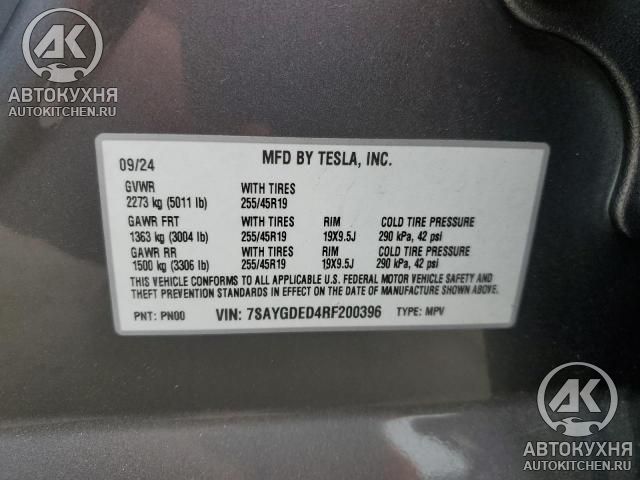 АВТОКУХНЯ
AUTOKITCHEN.RU
09/24 MFD BY TESLA, INC.
GVWR WITH TIRES
2273 kg (5011 lb) 255/45R19
GAWR FRT WITH TIRES RIM COLD TIRE PRESSURE
1363 kg (3004 lb) 255/45R19 19X9.5J 290 kPa, 42 psi
GAWR RR WITH TIRES RIM COLD TIRE PRESSURE
1500 kg (3306 lb) 255/45R19 19X9.5J 290 kPa, 42 psi
THIS VEHICLE CONFORMS TO ALL APPLICABLE U.S. FEDERAL MOTOR VEHICLE SAFETY AND
THEFT PREVENTION STANDARDS IN EFFECT ON THE DATE OF MANUFACTURE SHOWN ABOVE.
PNT: PN00 VIN: 7SAYGDED4RF200396 TYPE: MPV
АК
АВТОКУХНЯ
AUTOKITCHEN.RU